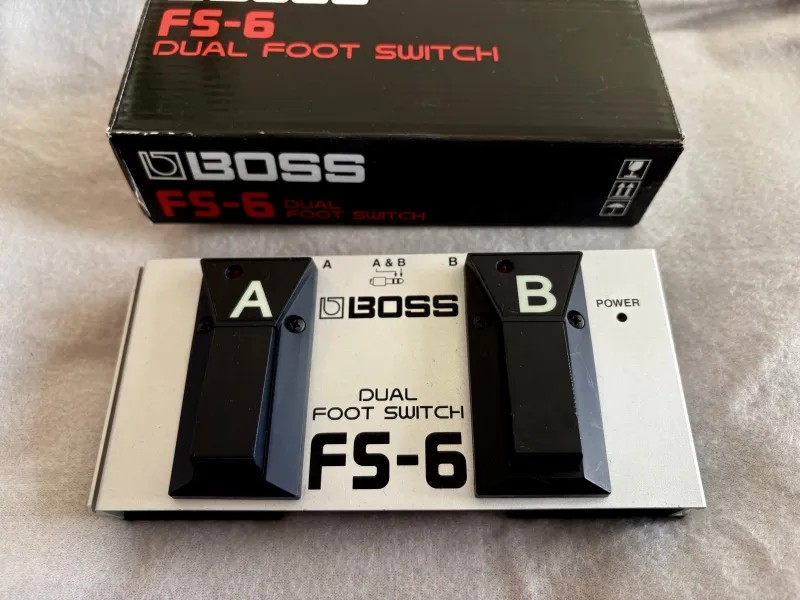 FS-6
DUAL FOOT SWITCH
BOSS
FS-6 DUAL
FOOT SWITCH
A A & B B
A B
BOSS
POWER
DUAL
FOOT SWITCH
FS-6